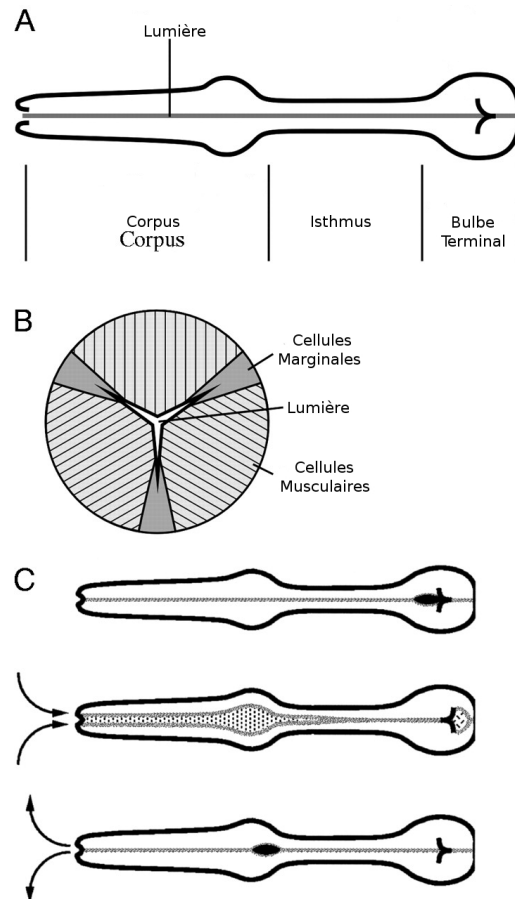 A
Lumière
Corpus
Corpus
Isthmus
Bulbe
Terminal
B
Cellules
Marginales
Lumière
Cellules
Musculaires
C